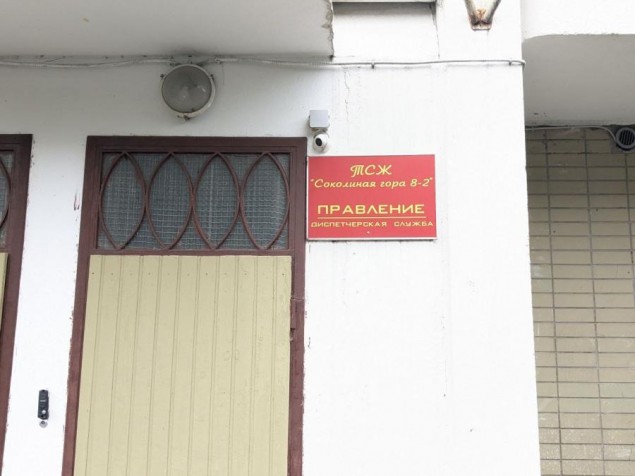 ТСЖ
"Соколиная гора 8-2"
ПРАВЛЕНИЕ
ДИСПЕТЧЕРСКАЯ СЛУЖБА